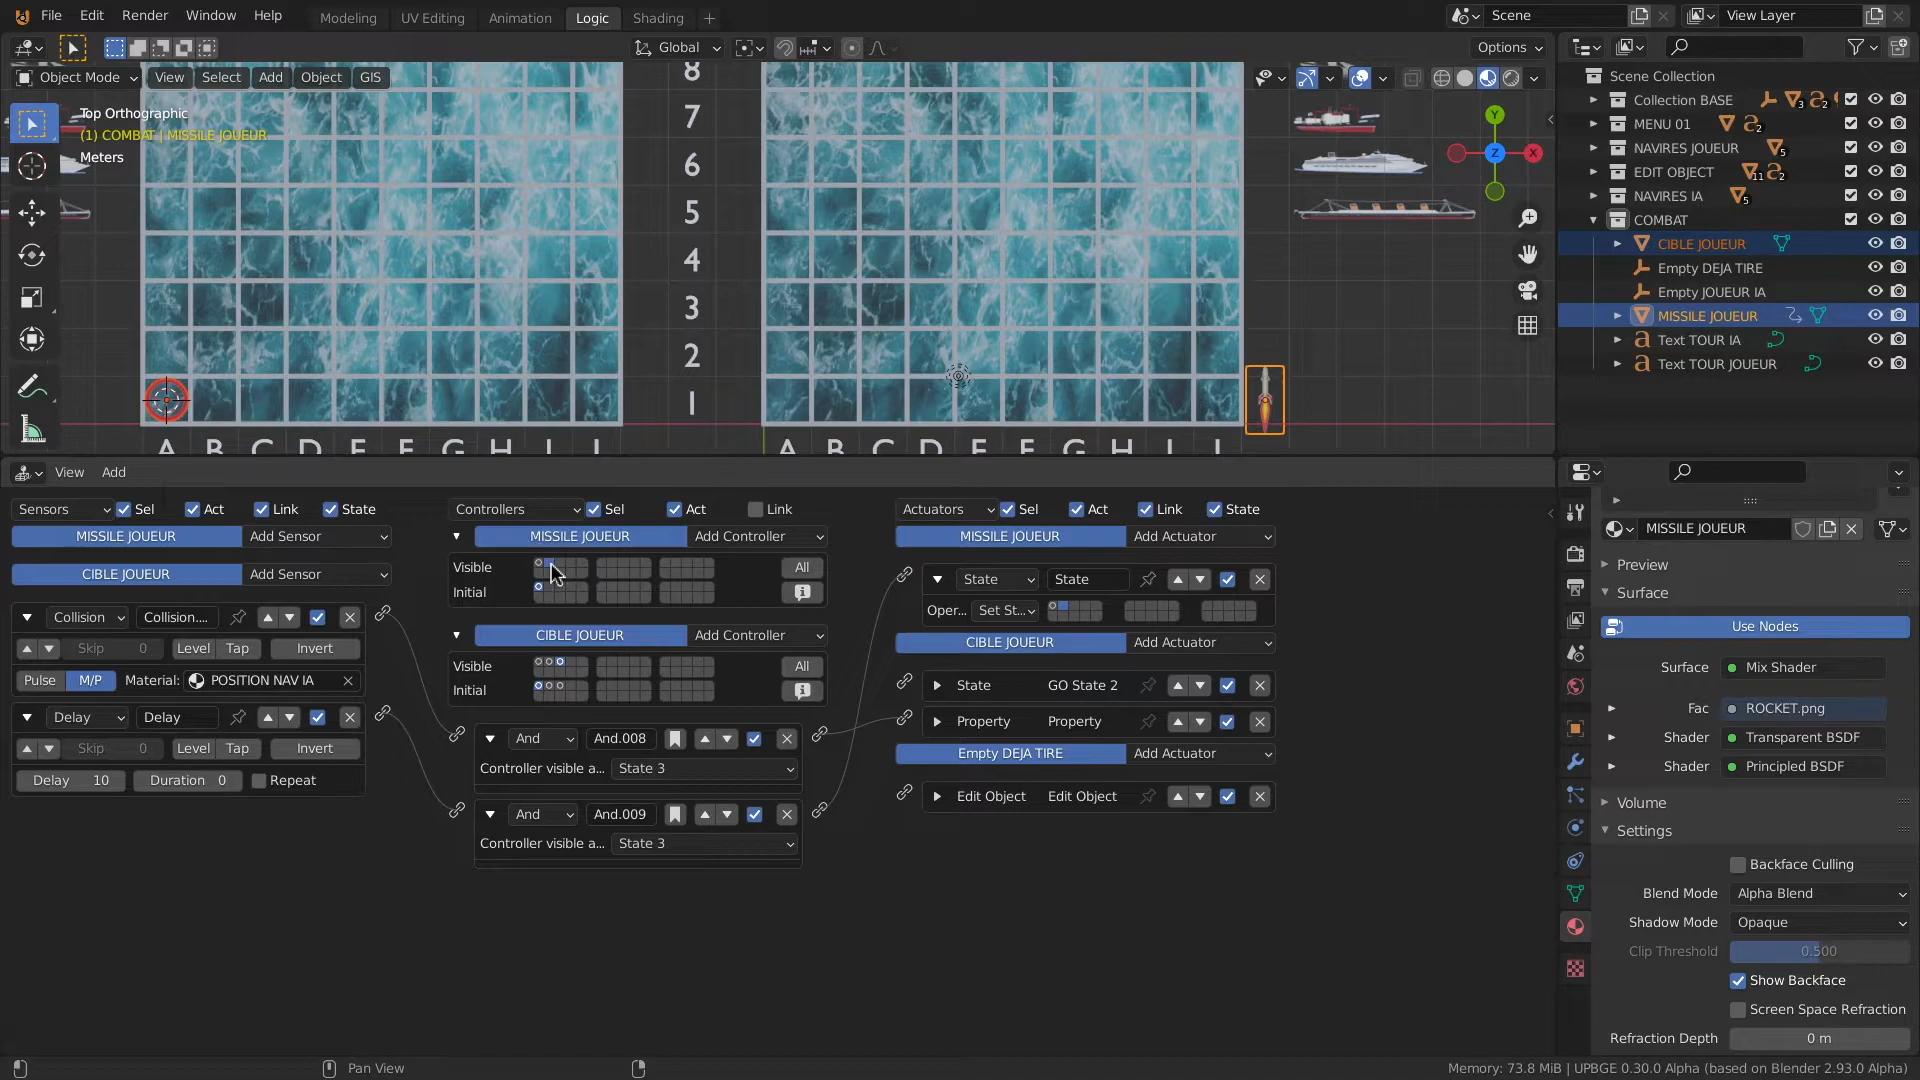 File Edit Render Window Help Modeling UV Editing Animation Logic Shading Scene View Layer
Global Options
Object Mode View Select Add Object GIS
Top Orthographic
(1) COMBAT | MISSILE JOUEUR
Meters
8
7
6
5
4
3
2
1
A B C D E F G H I J
A B C D E F G H I J
Y
Z
X
Scene Collection
Collection BASE 3 2
MENU 01 2
NAVIRES JOUEUR 5
EDIT OBJECT 11 2
NAVIRES IA 5
COMBAT
CIBLE JOUEUR
Empty DEJA TIRE
Empty JOUEUR IA
MISSILE JOUEUR
Text TOUR IA
Text TOUR JOUEUR
View Add
Sensors Sel Act Link State
MISSILE JOUEUR Add Sensor
CIBLE JOUEUR Add Sensor
Collision Collision....
Skip 0 Level Tap Invert
Pulse M/P Material: POSITION NAV IA
Delay Delay
Skip 0 Level Tap Invert
Delay 10 Duration 0 Repeat
Controllers Sel Act Link
MISSILE JOUEUR Add Controller
Visible All
Initial
CIBLE JOUEUR Add Controller
Visible All
Initial
And And.008
Controller visible a... State 3
And And.009
Controller visible a... State 3
Actuators Sel Act Link State
MISSILE JOUEUR Add Actuator
State State
Oper... Set St...
CIBLE JOUEUR Add Actuator
State GO State 2
Property Property
Empty DEJA TIRE Add Actuator
Edit Object Edit Object
MISSILE JOUEUR
Preview
Surface
Use Nodes
Surface Mix Shader
Fac ROCKET.png
Shader Transparent BSDF
Shader Principled BSDF
Volume
Settings
Backface Culling
Blend Mode Alpha Blend
Shadow Mode Opaque
Clip Threshold 0.500
Show Backface
Screen Space Refraction
Refraction Depth 0 m
Pan View
Memory: 73.8 MiB | UPBGE 0.30.0 Alpha (based on Blender 2.93.0 Alpha)